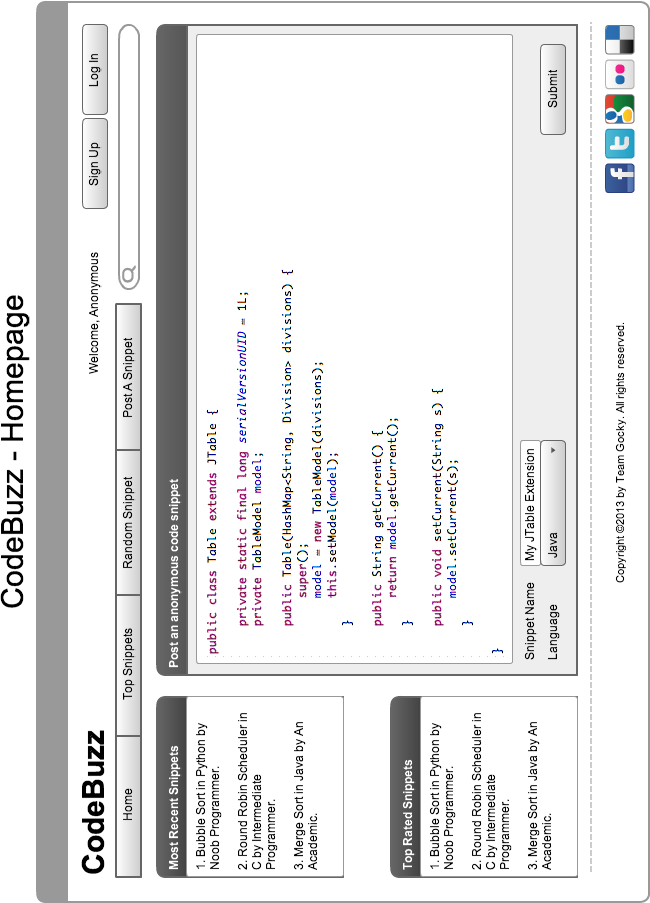 CodeBuzz - Homepage
CodeBuzz
Welcome, Anonymous
Sign Up
Log In
Home
Top Snippets
Random Snippet
Post A Snippet
Most Recent Snippets
1. Bubble Sort in Python by
Noob Programmer.
2. Round Robin Scheduler in
C by Intermediate
Programmer.
3. Merge Sort in Java by An
Academic.
Top Rated Snippets
1. Bubble Sort in Python by
Noob Programmer.
2. Round Robin Scheduler in
C by Intermediate
Programmer.
3. Merge Sort in Java by An
Academic.
Post an anonymous code snippet
public class Table extends JTable {
private static final long serialVersionUID = 1L;
private TableModel model;
public Table(HashMap<String, Division> divisions) {
super();
model = new TableModel(divisions);
this.setModel(model);
}
public String getCurrent() {
return model.getCurrent();
}
public void setCurrent(String s) {
model.setCurrent(s);
}
}
Snippet Name
My JTable Extension
Language
Java
Submit
Copyright ©2013 by Team Gocky. All rights reserved.
f
t
g